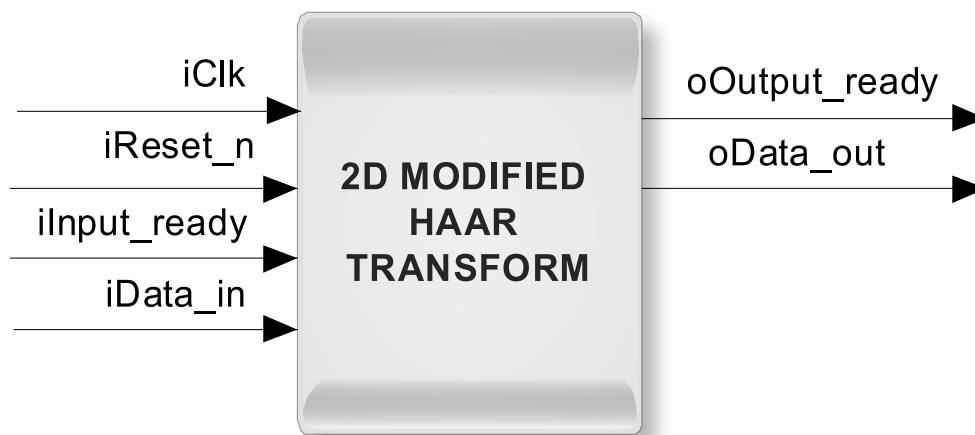 iClk
iReset_n
iInput_ready
iData_in
2D MODIFIED
HAAR
TRANSFORM
oOutput_ready
oData_out